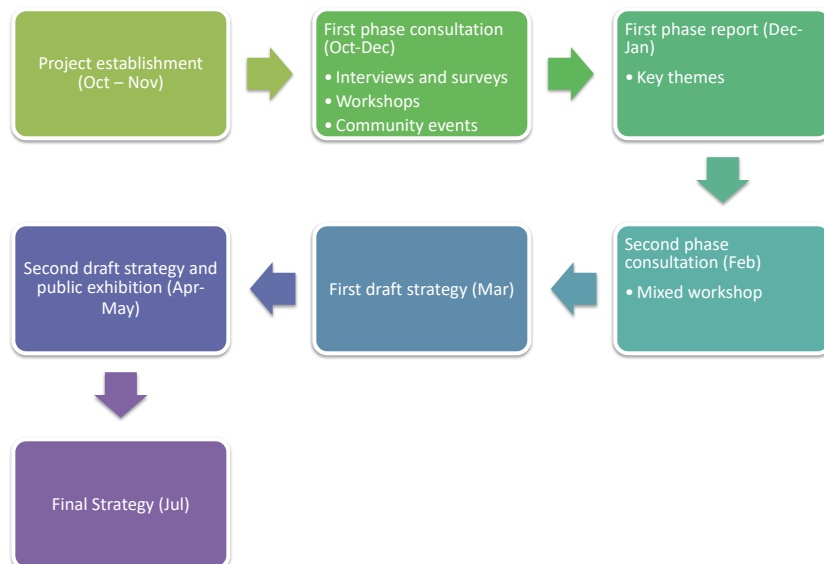 Project establishment
(Oct – Nov)
First phase consultation
(Oct-Dec)
• Interviews and surveys
• Workshops
• Community events
First phase report (Dec-
Jan)
• Key themes
Second phase
consultation (Feb)
• Mixed workshop
First draft strategy (Mar)
Second draft strategy and
public exhibition (Apr-
May)
Final Strategy (Jul)